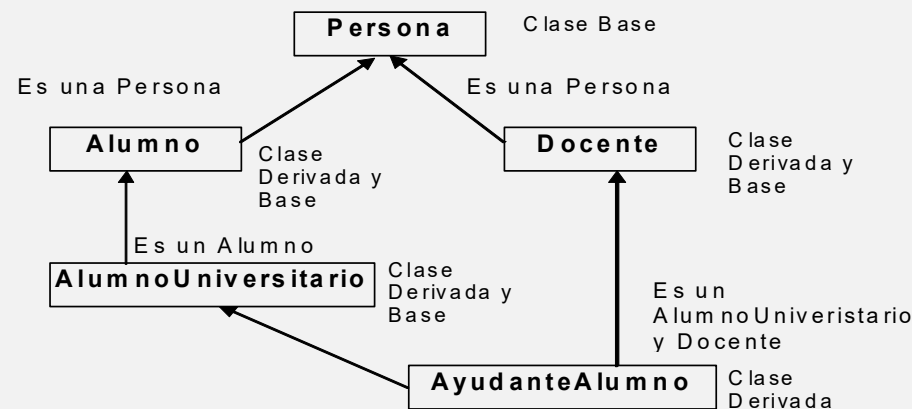 Persona
Clase Base
Es una Persona
Es una Persona
Alumno
Clase
Derivada y
Base
Docente
Clase
Derivada y
Base
Es un Alumno
AlumnoUniversitario
Clase
Derivada y
Base
Es un
AlumnoUniveristario
y Docente
AyudanteAlumno
Clase
Derivada